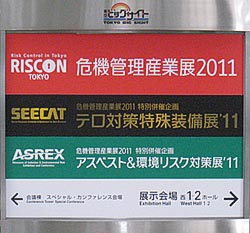 東京ビッグサイト
TOKYO BIG SIGHT
Risk Control in Tokyo
RISCON
TOKYO
危機管理産業展2011
SEECAT
危機管理産業展2011 特別併催企画
テロ対策特殊装備展'11
ASREX
危機管理産業展2011 特別併催企画
アスベスト&環境リスク対策展'11
会議棟 スペシャル・カンファレンス会場
Conference Tower Special Conference
展示会場 西1・2ホール
Exhibition Hall West Hall 1・2